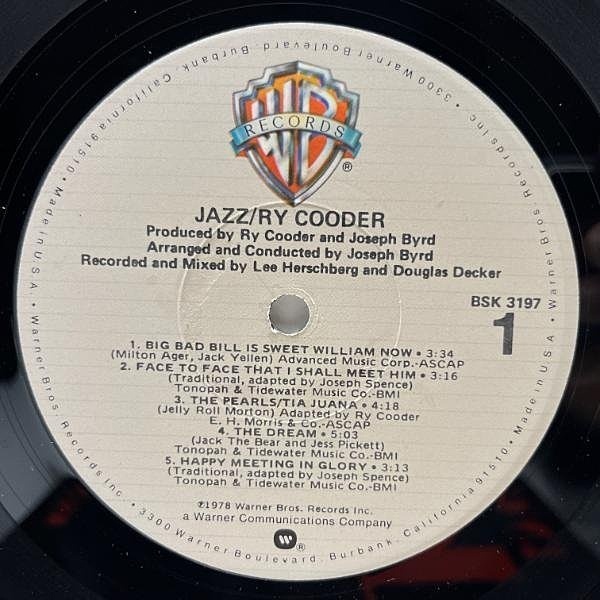 WB
RECORDS
®
JAZZ/RY COODER
Produced by Ry Cooder and Joseph Byrd
Arranged and Conducted by Joseph Byrd
Recorded and Mixed by Lee Herschberg and Douglas Decker
BSK 3197
1
1. BIG BAD BILL IS SWEET WILLIAM NOW • 3:34
(Milton Ager, Jack Yellen) Advanced Music Corp.-ASCAP
2. FACE TO FACE THAT I SHALL MEET HIM • 3:16
(Traditional, adapted by Joseph Spence)
Tonopah & Tidewater Music Co.-BMI
3. THE PEARLS/TIA JUANA • 4:18
(Jelly Roll Morton) Adapted by Ry Cooder
E. H. Morris & Co.-ASCAP
4. THE DREAM • 5:03
(Jack The Bear and Jess Pickett)
Tonopah & Tidewater Music Co.-BMI
5. HAPPY MEETING IN GLORY • 3:13
(Traditional, adapted by Joseph Spence)
Tonopah & Tidewater Music Co.-BMI
℗1978 Warner Bros. Records Inc.
a Warner Communications Company
W ®
Warner Bros. Records Inc. • 3300 Warner Boulevard, Burbank, California 91510 • Made in U.S.A. • Warner Bros. Records Inc. • 3300 Warner Boulevard, Burbank, California 91510 • Made in U.S.A. •